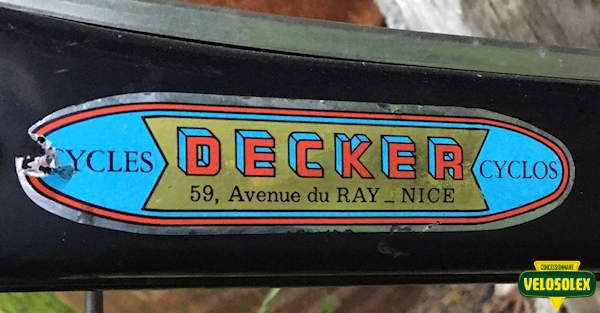 CYCLES DECKER CYCLOS
59, Avenue du RAY _ NICE
CONCESSIONNAIRE
VELOSOLEX